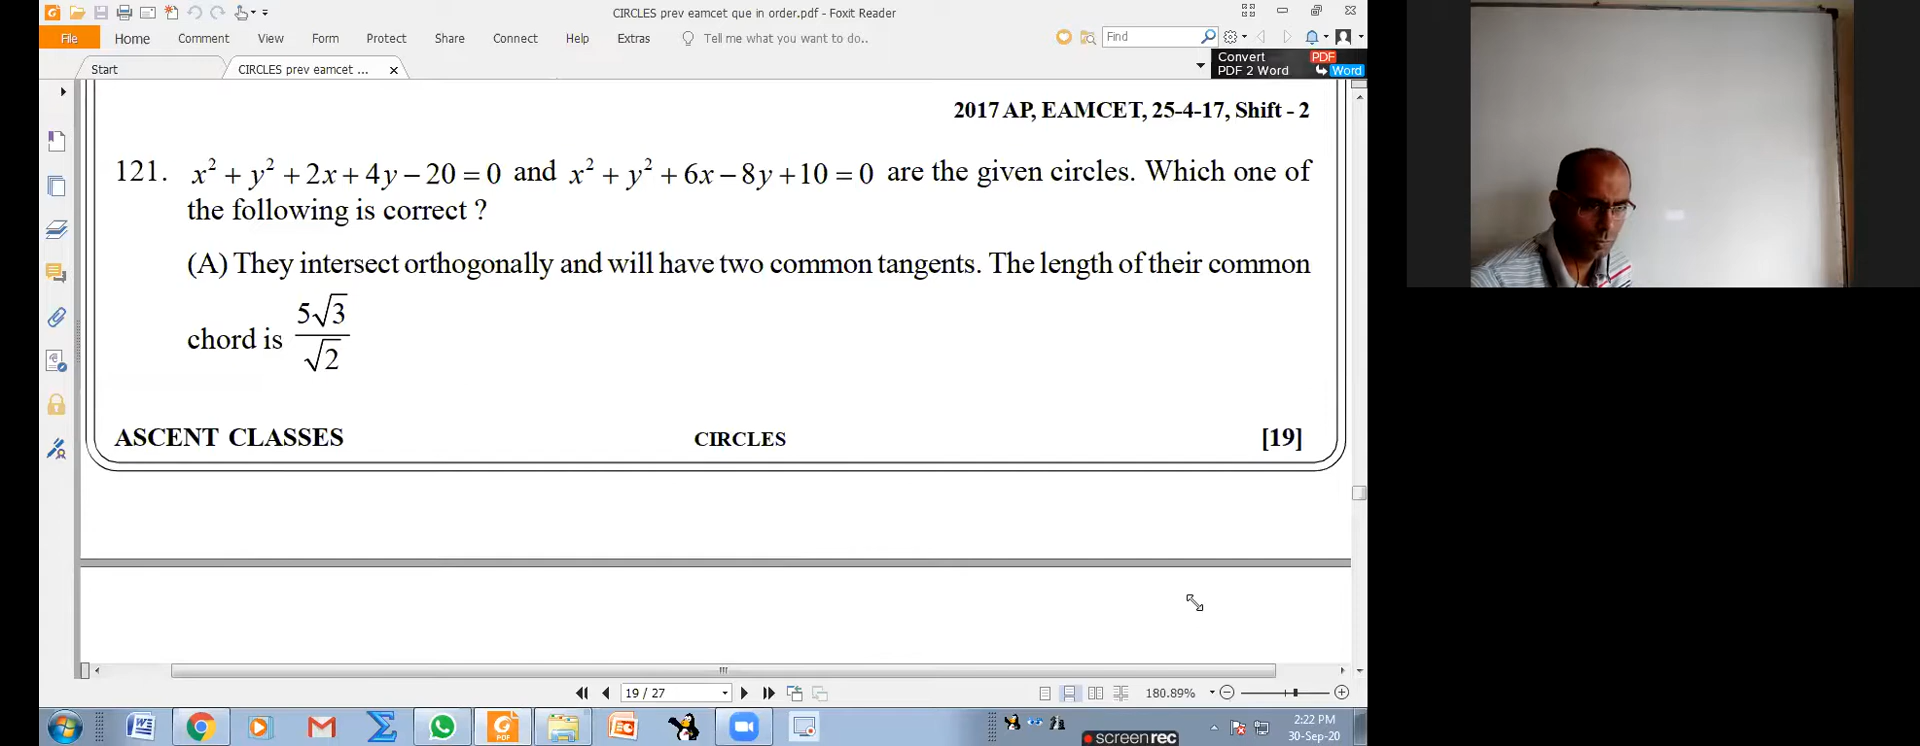 CIRCLES prev eamcet que in order.pdf - Foxit Reader
File Home Comment View Form Protect Share Connect Help Extras Tell me what you want to do.. Find
Start CIRCLES prev eamcet ... x
Convert PDF
PDF 2 Word Word
2017 AP, EAMCET, 25-4-17, Shift - 2
121. x² + y² + 2x + 4y − 20 = 0 and x² + y² + 6x − 8y + 10 = 0 are the given circles. Which one of
the following is correct ?
(A) They intersect orthogonally and will have two common tangents. The length of their common
chord is 5√3/√2
ASCENT CLASSES CIRCLES [19]
19 / 27 180.89%
PDF
2:22 PM
screenrec 30-Sep-20